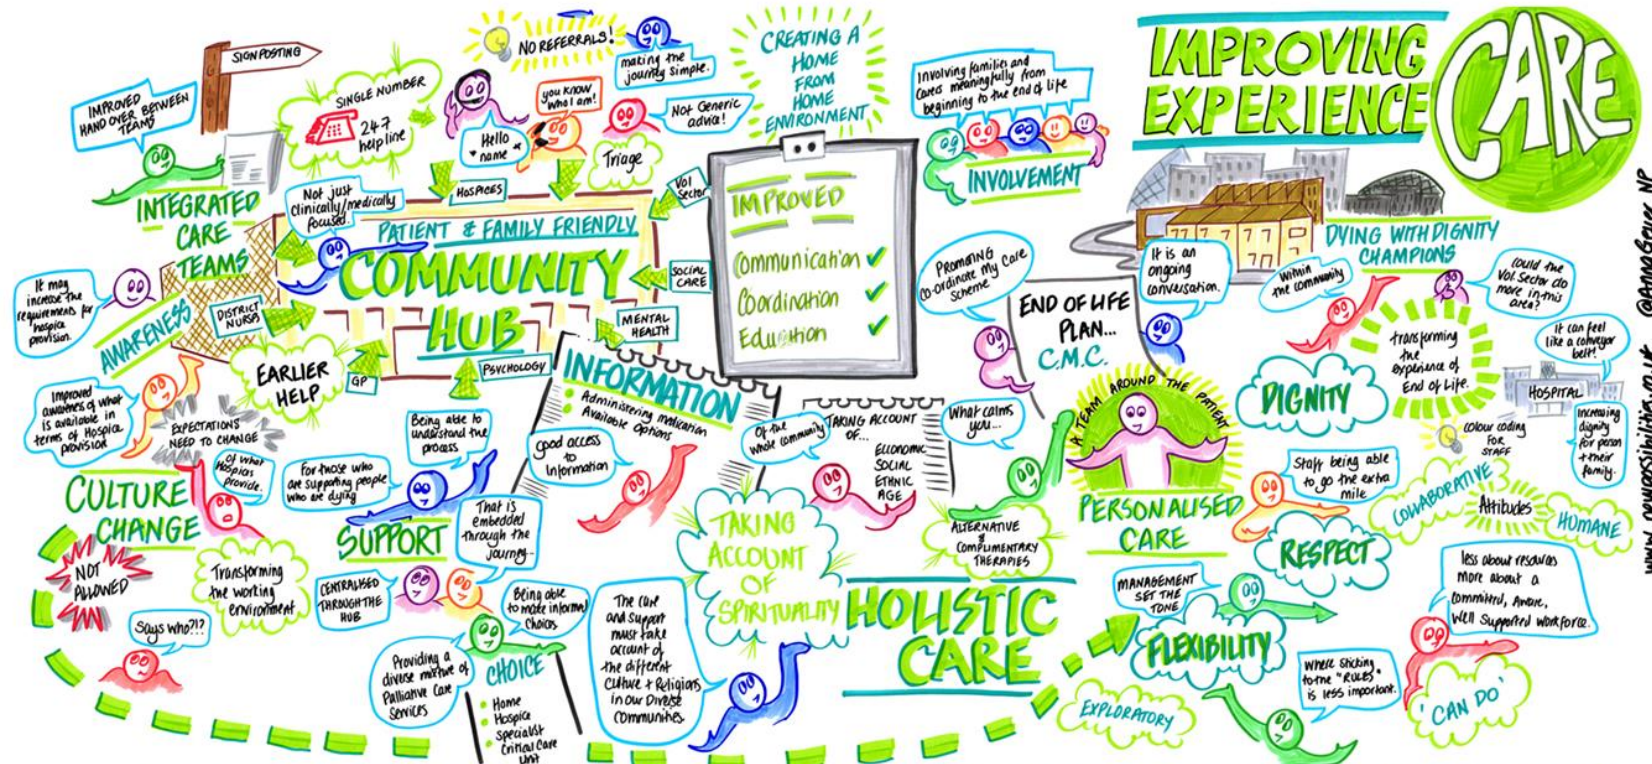 IMPROVING
EXPERIENCE
CARE
SIGNPOSTING
IMPROVED
HAND OVER BETWEEN
TEAMS
INTEGRATED
CARE
TEAMS
SINGLE NUMBER
24-7
help line
NO REFERRALS!
making the
journey simple.
Hello
name
you know
who I am!
Not Generic
advice!
Triage
CREATING A
HOME
FROM
HOME
ENVIRONMENT
Not just
clinically/medically
focused.
HOSPICES
Vol
Sector
PATIENT & FAMILY FRIENDLY
COMMUNITY
HUB
SOCIAL
CARE
MENTAL
HEALTH
PSYCHOLOGY
GP
DISTRICT
NURSE
EARLIER
HELP
IMPROVED
Communication
Coordination
Education
Involving families and
carers meaningfully from
beginning to the end of life
INVOLVEMENT
It may
increase the
requirements for
hospice
provision.
AWARENESS
Improved
awareness of what
is available in
terms of Hospice
provision
EXPECTATIONS
NEED TO CHANGE
of what
Hospices
provide.
CULTURE
CHANGE
NOT
ALLOWED
Says who?!?
Transforming
the working
environment
For those who
are supporting people
who are dying
Being able to
understand the
process
SUPPORT
That is
embedded
through the
journey...
CENTRALISED
THROUGH THE
HUB
INFORMATION
Administering medication
Available Options
Good access
to
Information
Being able
to make informed
choices
Providing a
diverse mixture of
Palliative Care
Services
CHOICE
Home
Hospice
Specialist
Critical Care
Unit
The care
and support
must take
account of
the different
Culture + Religions
in our Diverse
Communities.
TAKING
ACCOUNT
OF
SPIRITUALITY
Of the
whole community
TAKING ACCOUNT
OF...
ECONOMIC
SOCIAL
ETHNIC
AGE
What calms
you...
ALTERNATIVE
&
COMPLIMENTARY
THERAPIES
HOLISTIC
CARE
PROMOTING
Co-ordinate My Care
Scheme
END OF LIFE
PLAN...
C.M.C.
It is an
ongoing
conversation.
A TEAM AROUND THE PATIENT
PERSONALISED
CARE
DYING WITH DIGNITY
CHAMPIONS
Within
the community
Could the
Vol. Sector do
more in this
area?
DIGNITY
transforming
the
experience of
End of Life.
It can feel
like a conveyor
belt!
HOSPITAL
Increasing
dignity
for person
+ their
family.
colour coding
FOR
STAFF
Staff being able
to go the extra
mile
RESPECT
COLLABORATIVE
Attitudes
HUMANE
MANAGEMENT
SET THE
TONE
FLEXIBILITY
EXPLORATORY
Where sticking
to the "RULES"
is less important.
less about resources
more about a
committed, Aware,
Well Supported workforce.
'CAN DO'